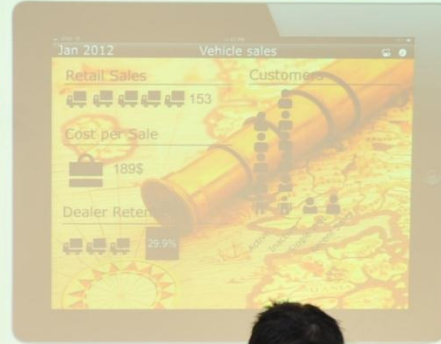 Jan 2012 Vehicle sales
Retail Sales
Customers
153
Cost per Sale
189$
Dealer Reten
29.9%